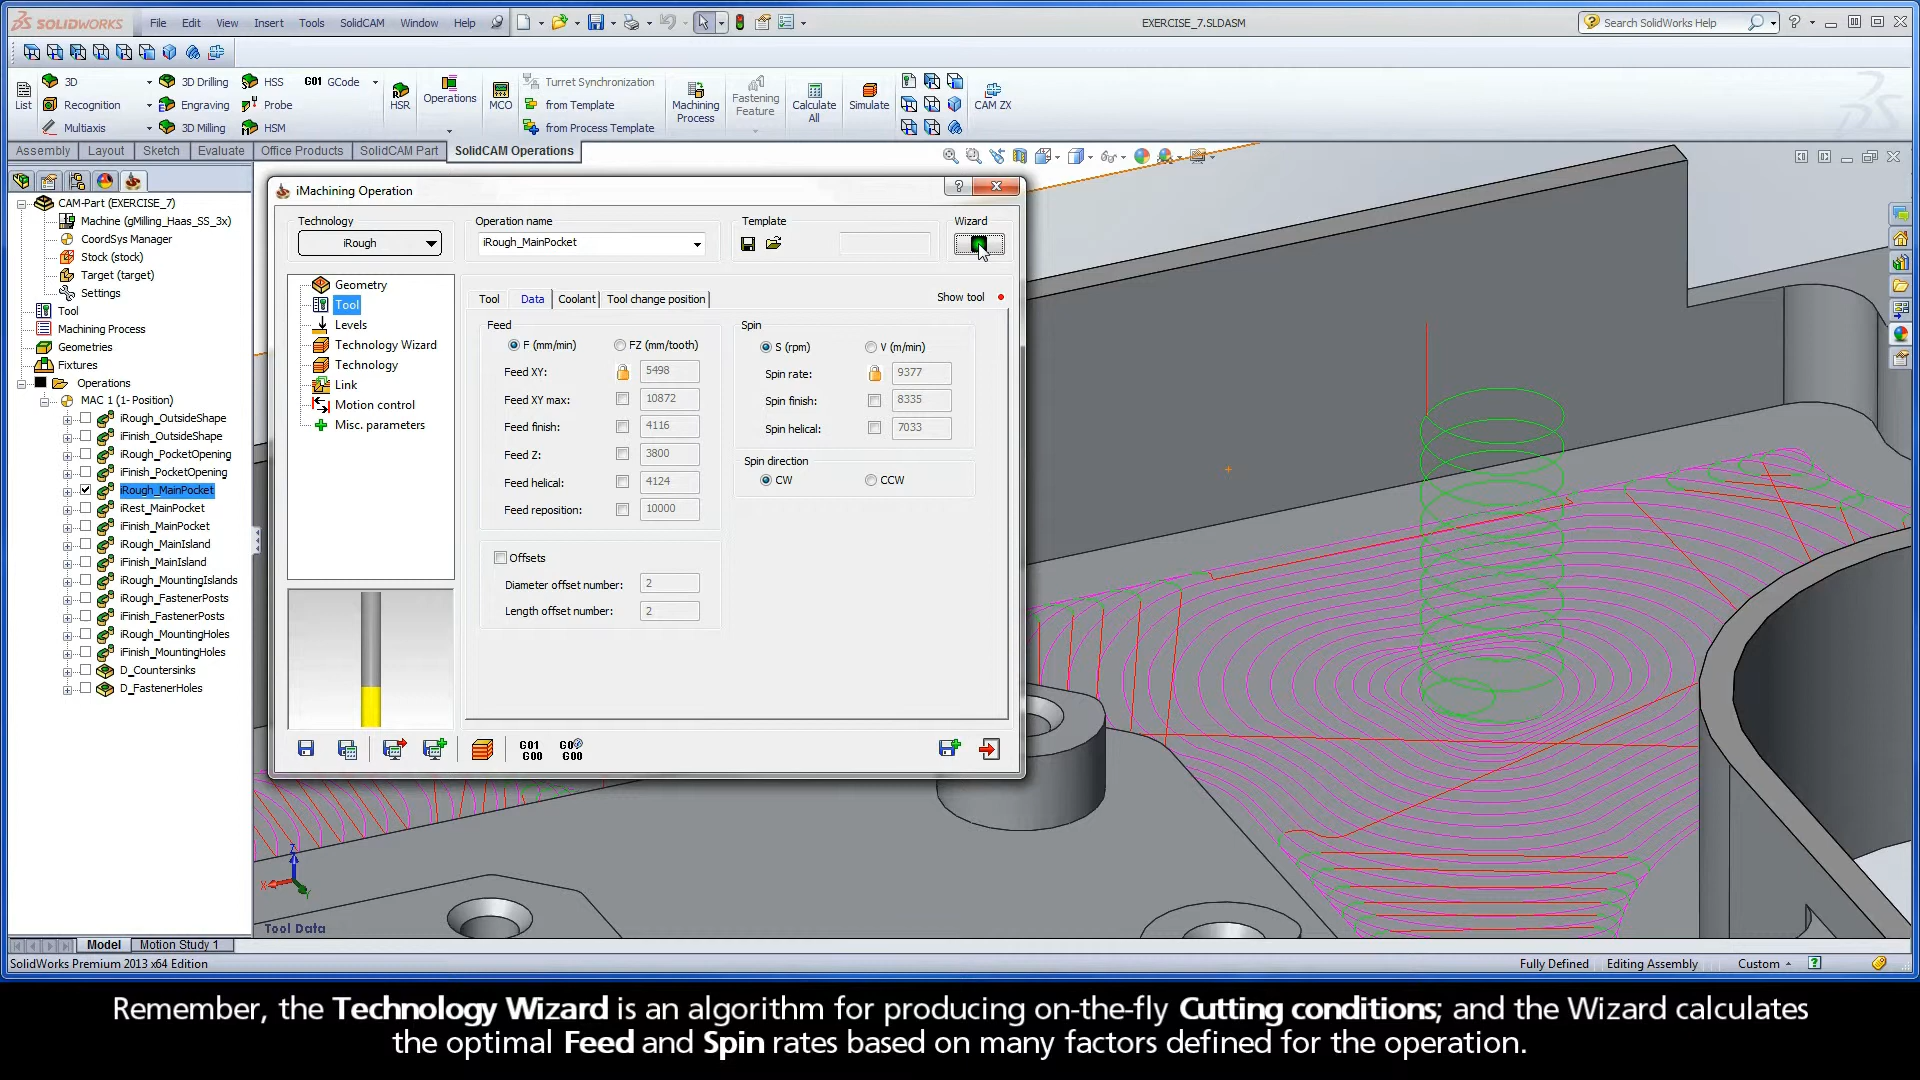 SOLIDWORKS File Edit View Insert Tools SolidCAM Window Help EXERCISE_7.SLDASM Search SolidWorks Help
3D 3D Drilling HSS G01 GCode Turret Synchronization
List Recognition Engraving Probe HSR Operations MCO from Template Machining Process Fastening Feature Calculate All Simulate CAM ZX
Multiaxis 3D Milling HSM from Process Template
Assembly Layout Sketch Evaluate Office Products SolidCAM Part SolidCAM Operations
CAM-Part (EXERCISE_7)
Machine (gMilling_Haas_SS_3x)
CoordSys Manager
Stock (stock)
Target (target)
Settings
Tool
Machining Process
Geometries
Fixtures
Operations
MAC 1 (1- Position)
iRough_OutsideShape
iFinish_OutsideShape
iRough_PocketOpening
iFinish_PocketOpening
iRough_MainPocket
iRest_MainPocket
iFinish_MainPocket
iRough_MainIsland
iFinish_MainIsland
iRough_MountingIslands
iRough_FastenerPosts
iFinish_FastenerPosts
iRough_MountingHoles
iFinish_MountingHoles
D_Countersinks
D_FastenerHoles
iMachining Operation
Technology Operation name Template Wizard
iRough iRough_MainPocket
Geometry
Tool
Levels
Technology Wizard
Technology
Link
Motion control
Misc. parameters
Tool Data Coolant Tool change position Show tool
Feed
F (mm/min) FZ (mm/tooth)
Feed XY: 5498
Feed XY max: 10872
Feed finish: 4116
Feed Z: 3800
Feed helical: 4124
Feed reposition: 10000
Offsets
Diameter offset number: 2
Length offset number: 2
Spin
S (rpm) V (m/min)
Spin rate: 9377
Spin finish: 8335
Spin helical: 7033
Spin direction
CW CCW
G01 G00 G0 G00
Z
X
Tool Data
Model Motion Study 1
SolidWorks Premium 2013 x64 Edition Fully Defined Editing Assembly Custom
Remember, the Technology Wizard is an algorithm for producing on-the-fly Cutting conditions; and the Wizard calculates
the optimal Feed and Spin rates based on many factors defined for the operation.